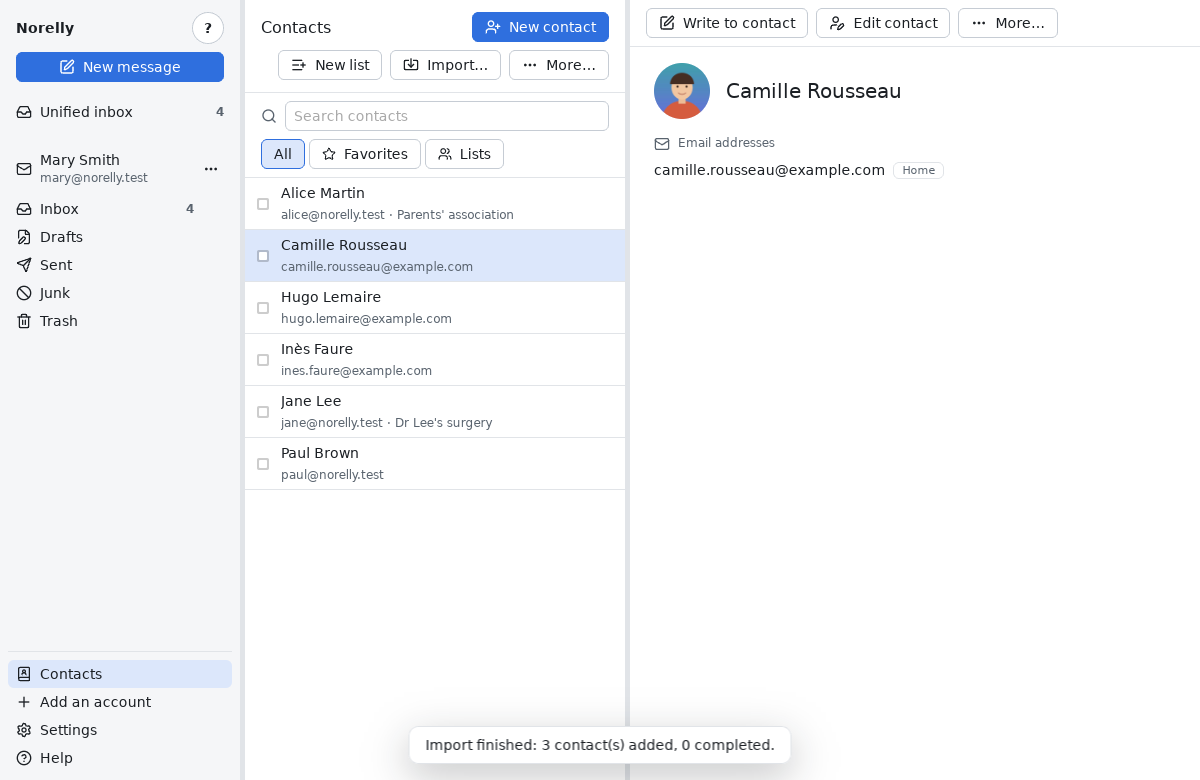 Norelly
?
New message
Unified inbox
4
Mary Smith
mary@norelly.test
Inbox
4
Drafts
Sent
Junk
Trash
Contacts
Add an account
Settings
Help
Contacts
New contact
New list
Import...
More...
Search contacts
All
Favorites
Lists
Alice Martin
alice@norelly.test · Parents' association
Camille Rousseau
camille.rousseau@example.com
Hugo Lemaire
hugo.lemaire@example.com
Inès Faure
ines.faure@example.com
Jane Lee
jane@norelly.test · Dr Lee's surgery
Paul Brown
paul@norelly.test
Write to contact
Edit contact
More...
Camille Rousseau
Email addresses
camille.rousseau@example.com Home
Import finished: 3 contact(s) added, 0 completed.